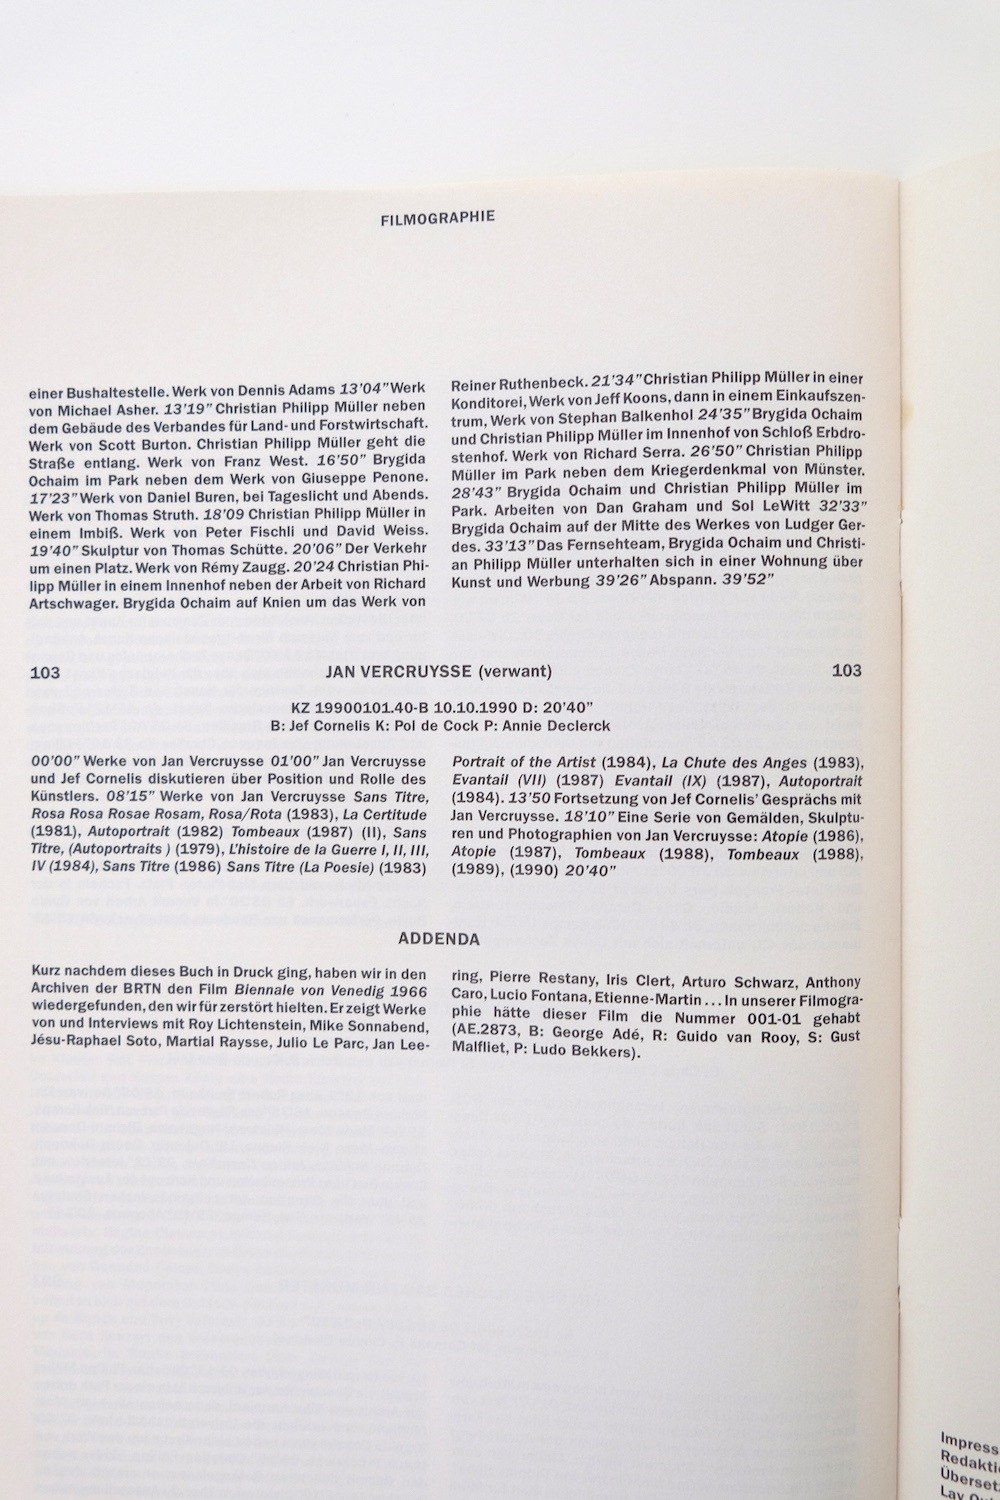 FILMOGRAPHIE
einer Bushaltestelle. Werk von Dennis Adams 13’04” Werk
von Michael Asher. 13’19” Christian Philipp Müller neben
dem Gebäude des Verbandes für Land- und Forstwirtschaft.
Werk von Scott Burton. Christian Philipp Müller geht die
Straße entlang. Werk von Franz West. 16’50” Brygida
Ochaim im Park neben dem Werk von Giuseppe Penone.
17’23” Werk von Daniel Buren, bei Tageslicht und Abends.
Werk von Thomas Struth. 18’09 Christian Philipp Müller in
einem Imbiß. Werk von Peter Fischli und David Weiss.
19’40” Skulptur von Thomas Schütte. 20’06” Der Verkehr
um einen Platz. Werk von Rémy Zaugg. 20’24 Christian Phi-
lipp Müller in einem Innenhof neben der Arbeit von Richard
Artschwager. Brygida Ochaim auf Knien um das Werk von
Reiner Ruthenbeck. 21’34” Christian Philipp Müller in einer
Konditorei, Werk von Jeff Koons, dann in einem Einkaufszen-
trum, Werk von Stephan Balkenhol 24’35” Brygida Ochaim
und Christian Philipp Müller im Innenhof von Schloß Erbdro-
stenhof. Werk von Richard Serra. 26’50” Christian Philipp
Müller im Park neben dem Kriegerdenkmal von Münster.
28’43” Brygida Ochaim und Christian Philipp Müller im
Park. Arbeiten von Dan Graham und Sol LeWitt 32’33”
Brygida Ochaim auf der Mitte des Werkes von Ludger Ger-
des. 33’13” Das Fernsehteam, Brygida Ochaim und Christi-
an Philipp Müller unterhalten sich in einer Wohnung über
Kunst und Werbung 39’26” Abspann. 39’52”
103 JAN VERCRUYSSE (verwant) 103
KZ 19900101.40-B 10.10.1990 D: 20’40”
B: Jef Cornelis K: Pol de Cock P: Annie Declerck
00’00” Werke von Jan Vercruysse 01’00” Jan Vercruysse
und Jef Cornelis diskutieren über Position und Rolle des
Künstlers. 08’15” Werke von Jan Vercruysse Sans Titre,
Rosa Rosa Rosae Rosam, Rosa/Rota (1983), La Certitude
(1981), Autoportrait (1982) Tombeaux (1987) (II), Sans
Titre, (Autoportraits ) (1979), L’histoire de la Guerre I, II, III,
IV (1984), Sans Titre (1986) Sans Titre (La Poesie) (1983)
Portrait of the Artist (1984), La Chute des Anges (1983),
Evantail (VII) (1987) Evantail (IX) (1987), Autoportrait
(1984). 13’50 Fortsetzung von Jef Cornelis’ Gesprächs mit
Jan Vercruysse. 18’10” Eine Serie von Gemälden, Skulptu-
ren und Photographien von Jan Vercruysse: Atopie (1986),
Atopie (1987), Tombeaux (1988), Tombeaux (1988),
(1989), (1990) 20’40”
ADDENDA
Kurz nachdem dieses Buch in Druck ging, haben wir in den
Archiven der BRTN den Film Biennale von Venedig 1966
wiedergefunden, den wir für zerstört hielten. Er zeigt Werke
von und Interviews mit Roy Lichtenstein, Mike Sonnabend,
Jésu-Raphael Soto, Martial Raysse, Julio Le Parc, Jan Lee-
ring, Pierre Restany, Iris Clert, Arturo Schwarz, Anthony
Caro, Lucio Fontana, Etienne-Martin ... In unserer Filmogra-
phie hätte dieser Film die Nummer 001-01 gehabt
(AE.2873, B: George Adé, R: Guido van Rooy, S: Gust
Malfliet, P: Ludo Bekkers).
Impress
Redakti
Überset